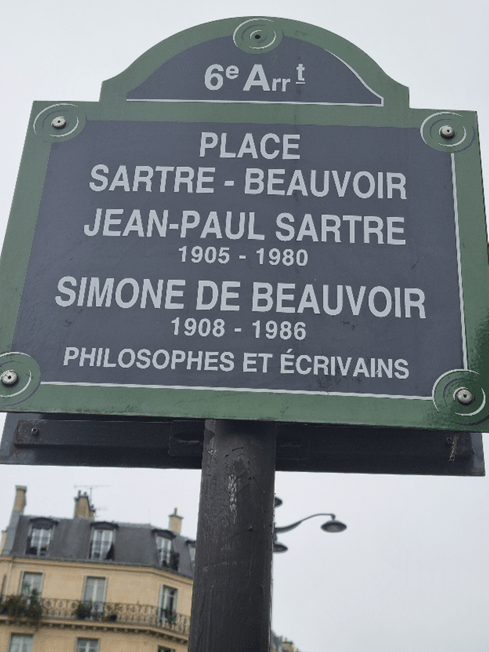 6e Arrt
PLACE
SARTRE - BEAUVOIR
JEAN-PAUL SARTRE
1905 - 1980
SIMONE DE BEAUVOIR
1908 - 1986
PHILOSOPHES ET ÉCRIVAINS